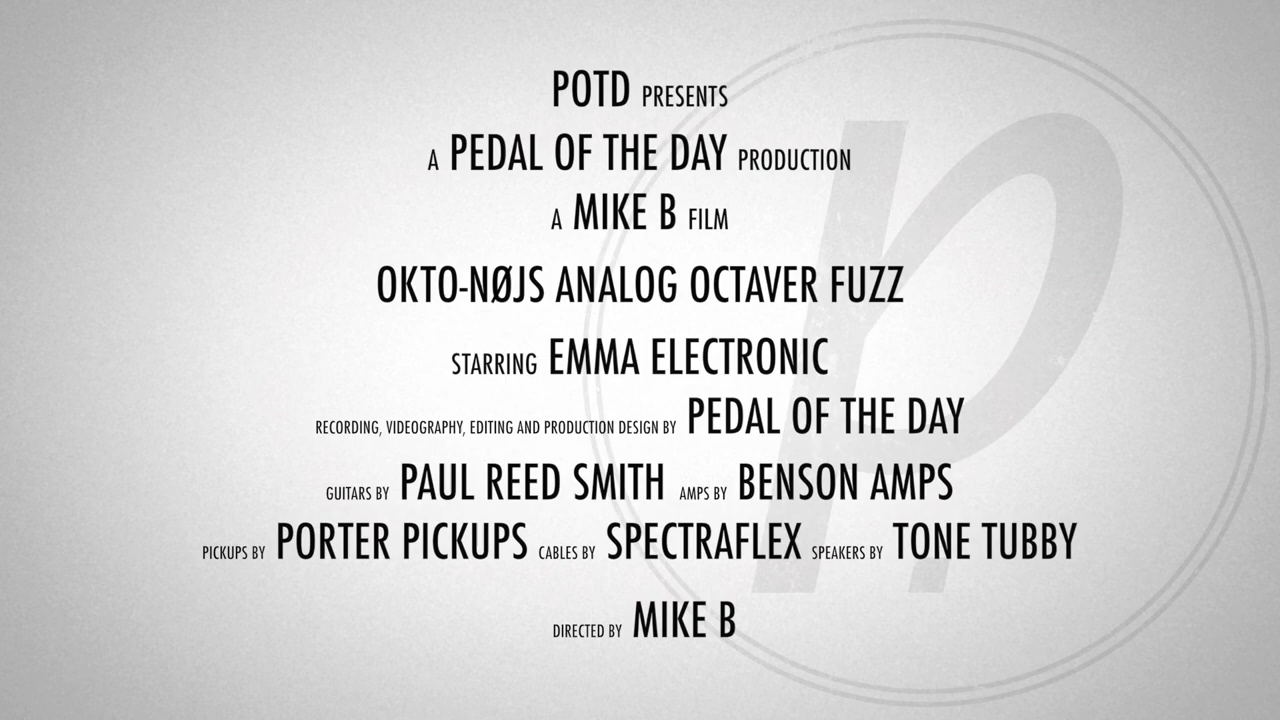 POTD PRESENTS
A PEDAL OF THE DAY PRODUCTION
A MIKE B FILM
OKTO-NØJS ANALOG OCTAVER FUZZ
STARRING EMMA ELECTRONIC
RECORDING, VIDEOGRAPHY, EDITING AND PRODUCTION DESIGN BY PEDAL OF THE DAY
GUITARS BY PAUL REED SMITH AMPS BY BENSON AMPS
PICKUPS BY PORTER PICKUPS CABLES BY SPECTRAFLEX SPEAKERS BY TONE TUBBY
DIRECTED BY MIKE B